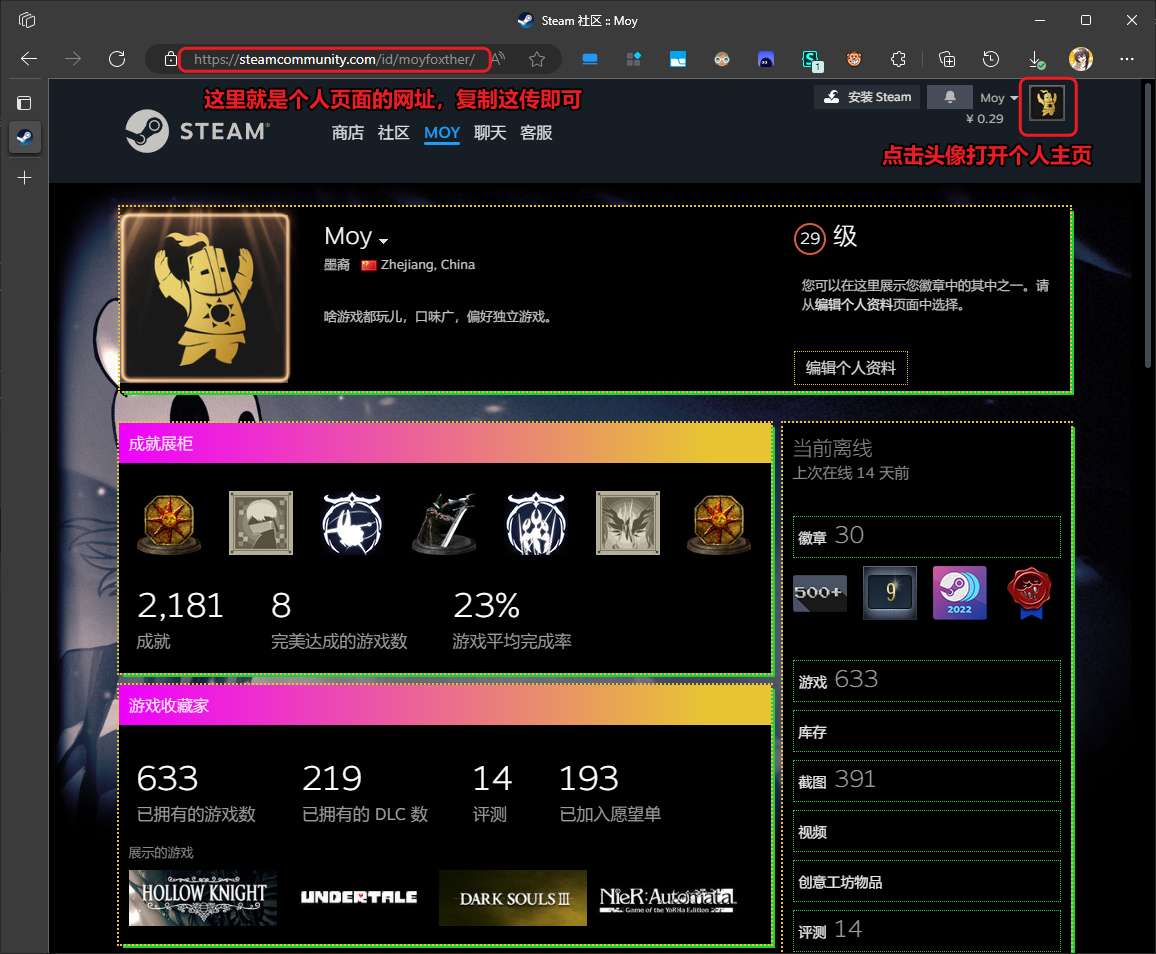 Steam 社区 :: Moy
https://steamcommunity.com/id/moyfoxther/
1
这里就是个人页面的网址，复制这传即可
安装 Steam
Moy
¥ 0.29
STEAM®
商店 社区 MOY 聊天 客服
点击头像打开个人主页
Moy
墨裔 Zhejiang, China
啥游戏都玩儿，口味广，偏好独立游戏。
29 级
您可以在这里展示您徽章中的其中之一。请
从编辑个人资料页面中选择。
编辑个人资料
成就展柜
2,181 8 23%
成就 完美达成的游戏数 游戏平均完成率
游戏收藏家
633 219 14 193
已拥有的游戏数 已拥有的 DLC 数 评测 已加入愿望单
展示的游戏
HOLLOW KNIGHT UNDERTALE DARK SOULS III NieR:Automata
Game of the YoRHa Edition
当前离线
上次在线 14 天前
徽章 30
500+ 9 2022
游戏 633
库存
截图 391
视频
创意工坊物品
评测 14